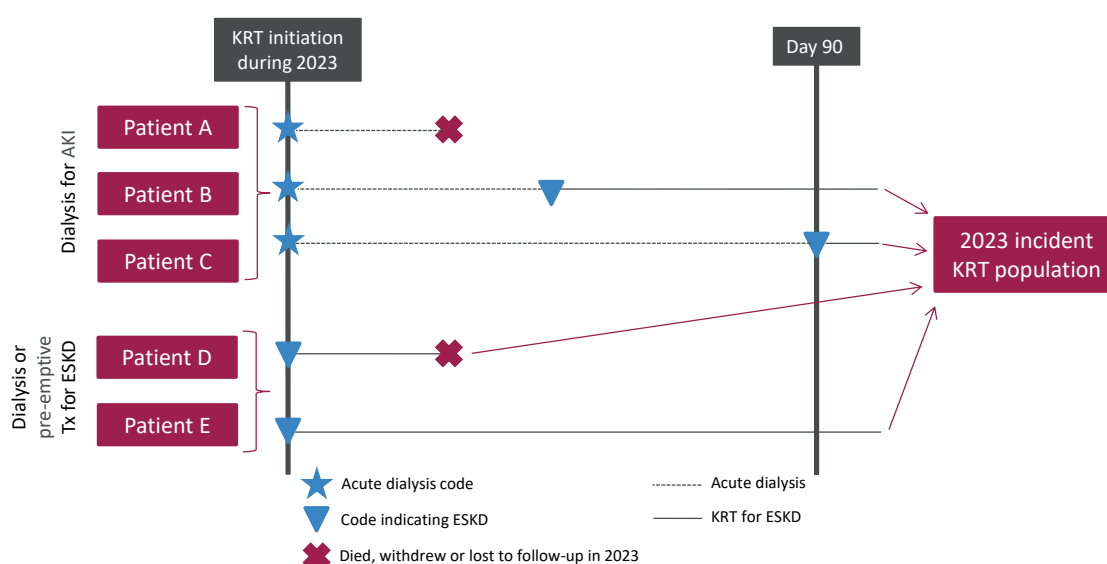 KRT initiation
during 2023
Day 90
Dialysis for AKI
Patient A
Patient B
Patient C
2023 incident
KRT population
Dialysis or
pre-emptive
Tx for ESKD
Patient D
Patient E
Acute dialysis code
Acute dialysis
Code indicating ESKD
KRT for ESKD
Died, withdrew or lost to follow-up in 2023